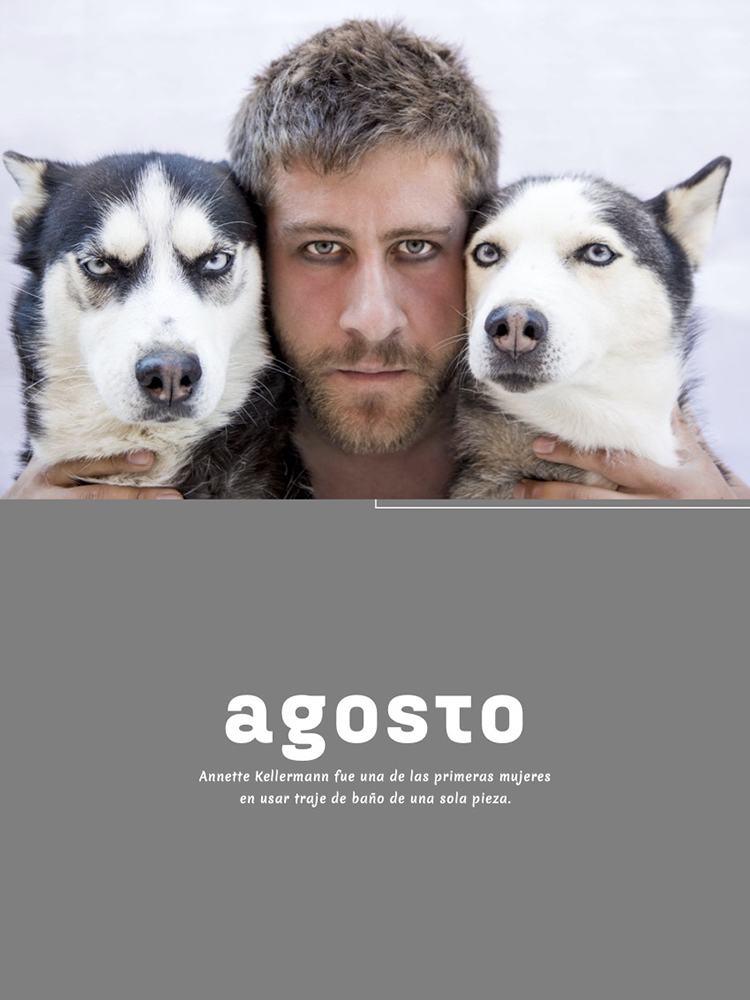 agosto
Annette Kellermann fue una de las primeras mujeres
en usar traje de baño de una sola pieza.